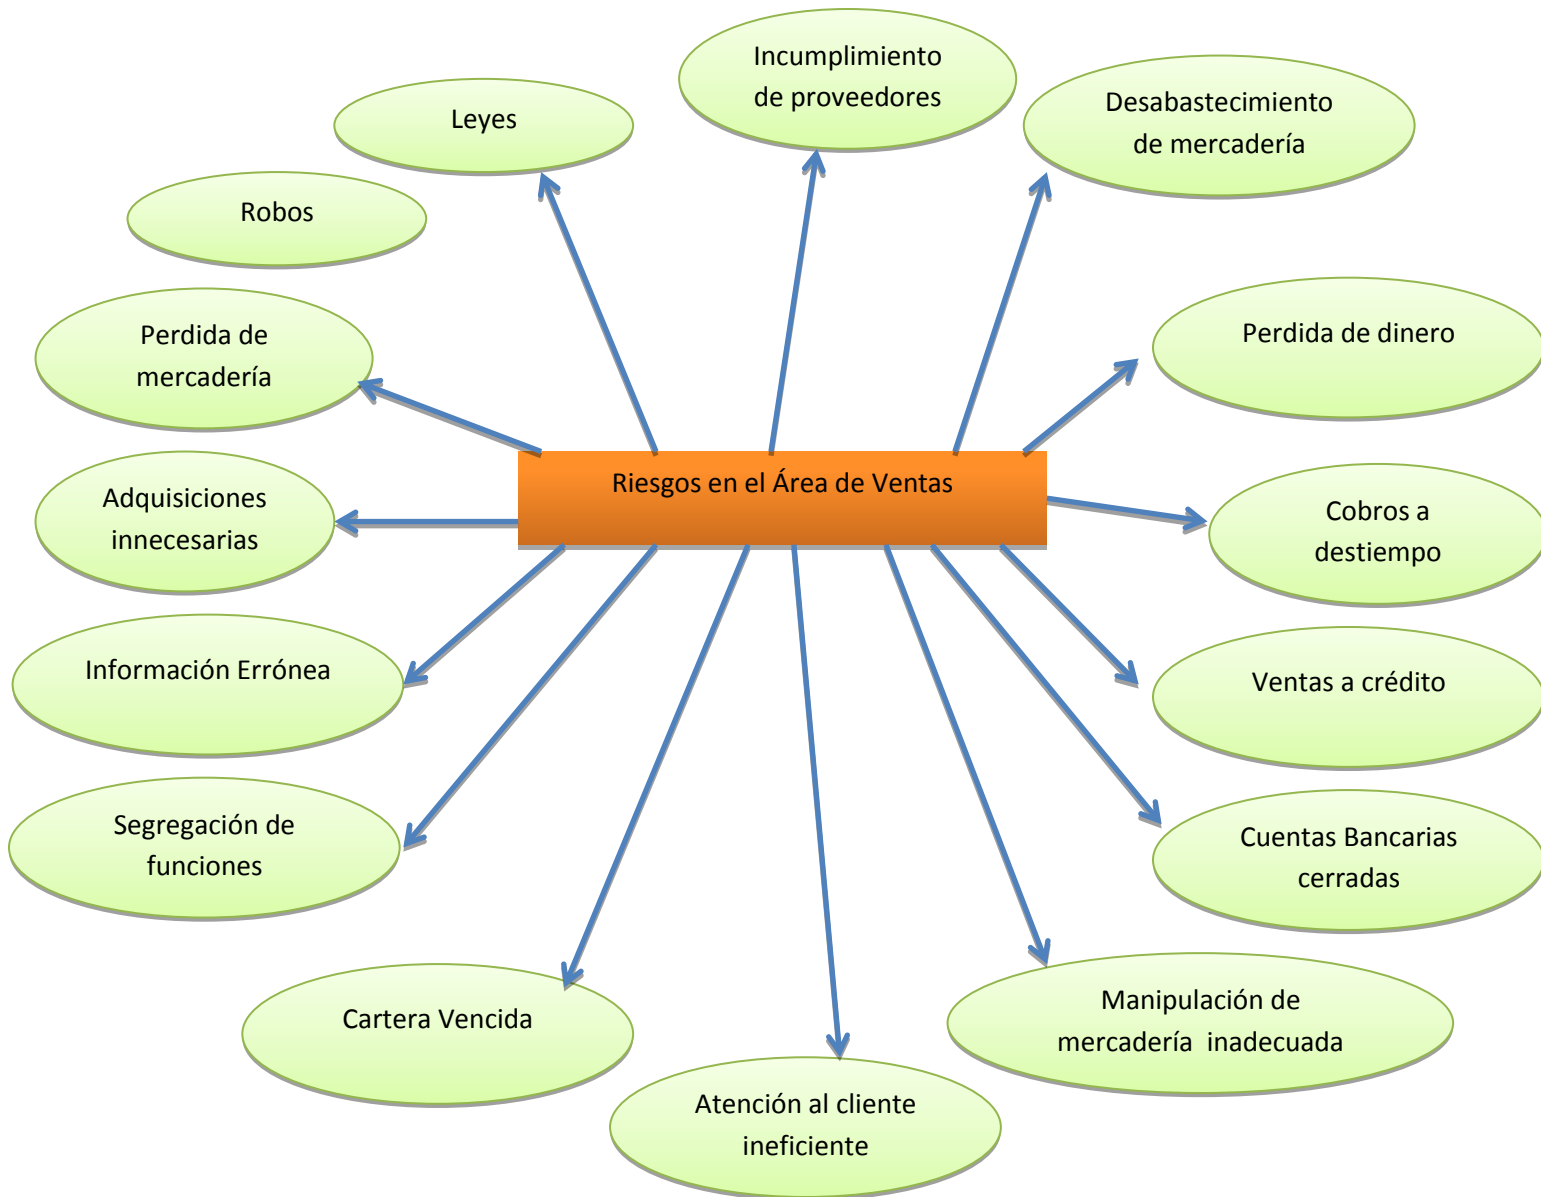 Incumplimiento
de proveedores
Leyes
Desabastecimiento
de mercadería
Robos
Perdida de
mercadería
Perdida de dinero
Riesgos en el Área de Ventas
Adquisiciones
innecesarias
Cobros a
destiempo
Información Errónea
Ventas a crédito
Segregación de
funciones
Cuentas Bancarias
cerradas
Cartera Vencida
Manipulación de
mercadería  inadecuada
Atención al cliente
ineficiente